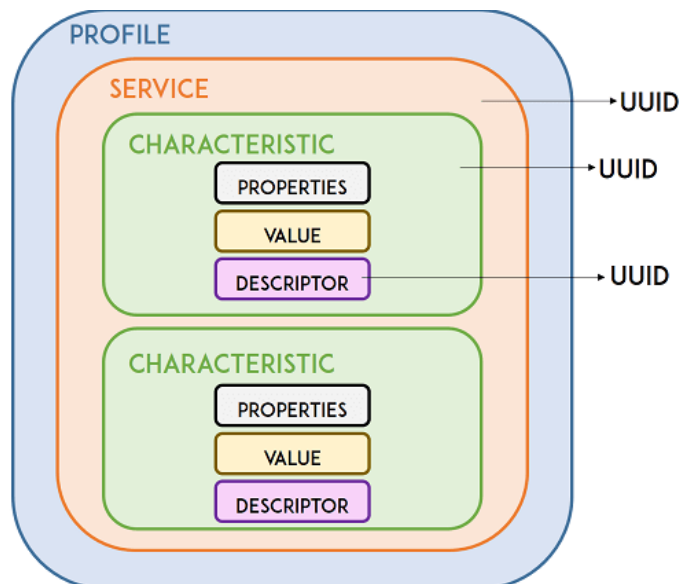 PROFILE
SERVICE
UUID
CHARACTERISTIC
UUID
PROPERTIES
VALUE
DESCRIPTOR
UUID
CHARACTERISTIC
PROPERTIES
VALUE
DESCRIPTOR